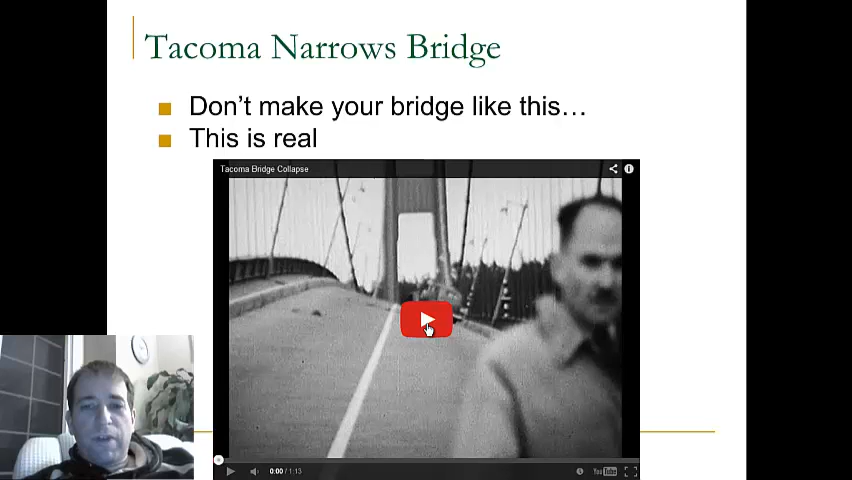 Tacoma Narrows Bridge
Don't make your bridge like this…
This is real
Tacoma Bridge Collapse
0:00 / 1:13
YouTube